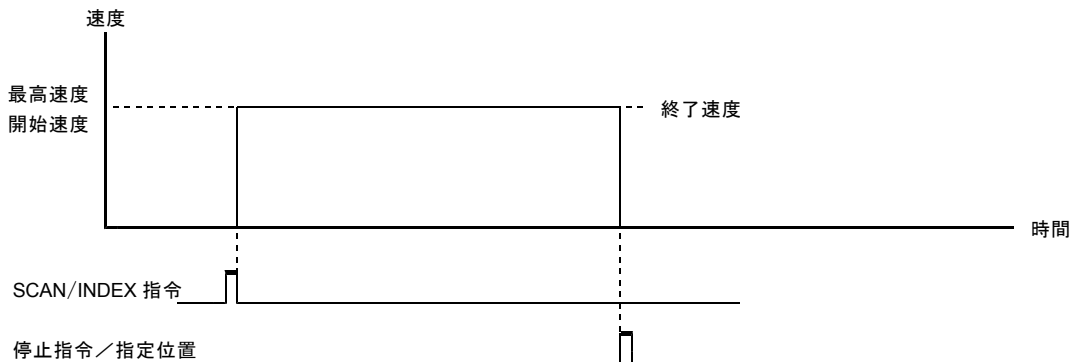 速度
最高速度
開始速度
終了速度
時間
SCAN/INDEX 指令
停止指令／指定位置